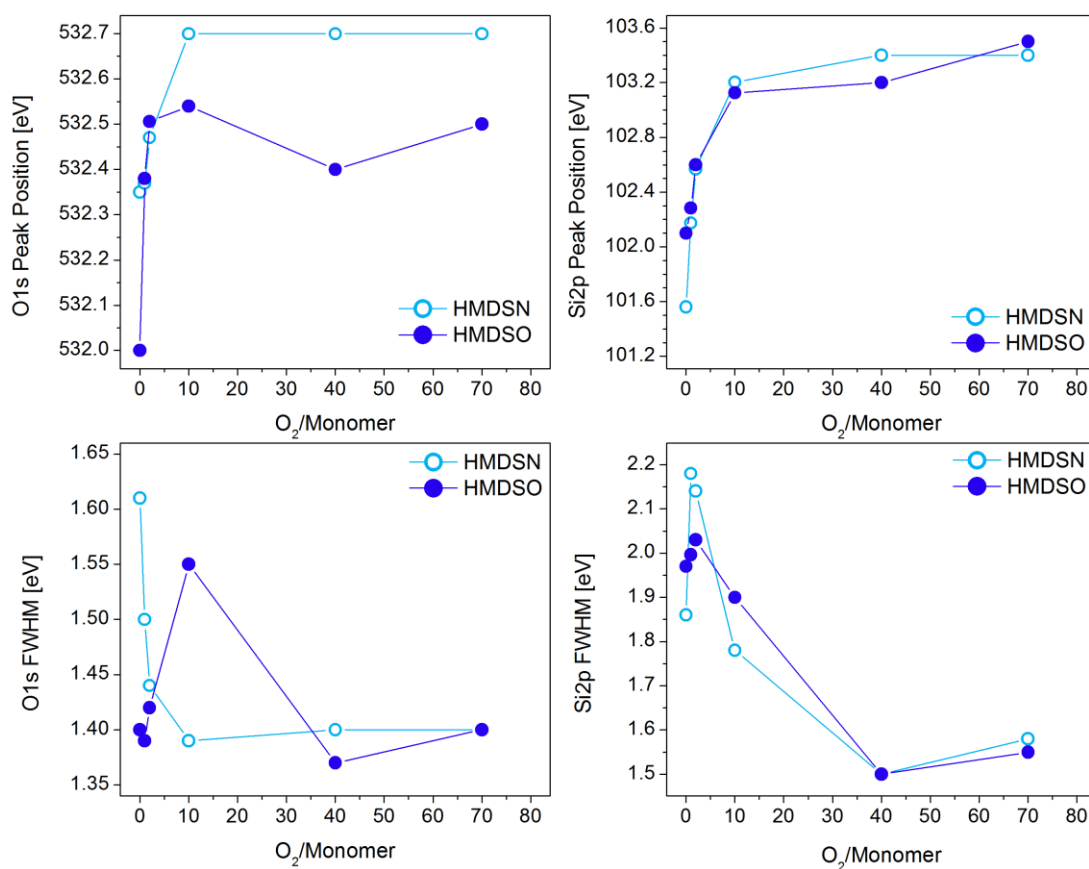 532.7
532.6
532.5
532.4
532.3
532.2
532.1
532.0
O1s Peak Position [eV]
HMDSN
HMDSO
0 10 20 30 40 50 60 70 80
O2/Monomer
103.6
103.2
102.8
102.4
102.0
101.6
101.2
Si2p Peak Position [eV]
HMDSN
HMDSO
0 10 20 30 40 50 60 70 80
O2/Monomer
1.65
1.60
1.55
1.50
1.45
1.40
1.35
O1s FWHM [eV]
HMDSN
HMDSO
0 10 20 30 40 50 60 70 80
O2/Monomer
2.2
2.1
2.0
1.9
1.8
1.7
1.6
1.5
Si2p FWHM [eV]
HMDSN
HMDSO
0 10 20 30 40 50 60 70 80
O2/Monomer